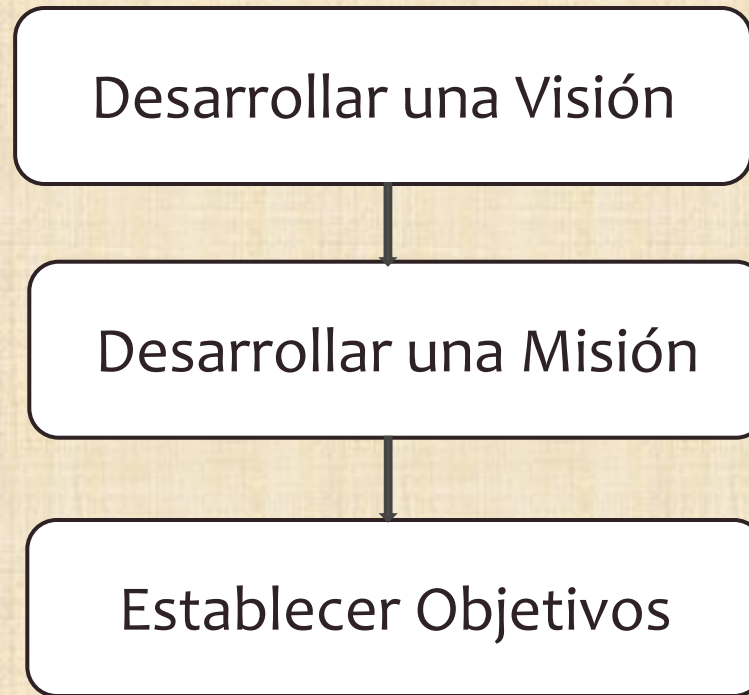 Desarrollar una Visión
Desarrollar una Misión
Establecer Objetivos